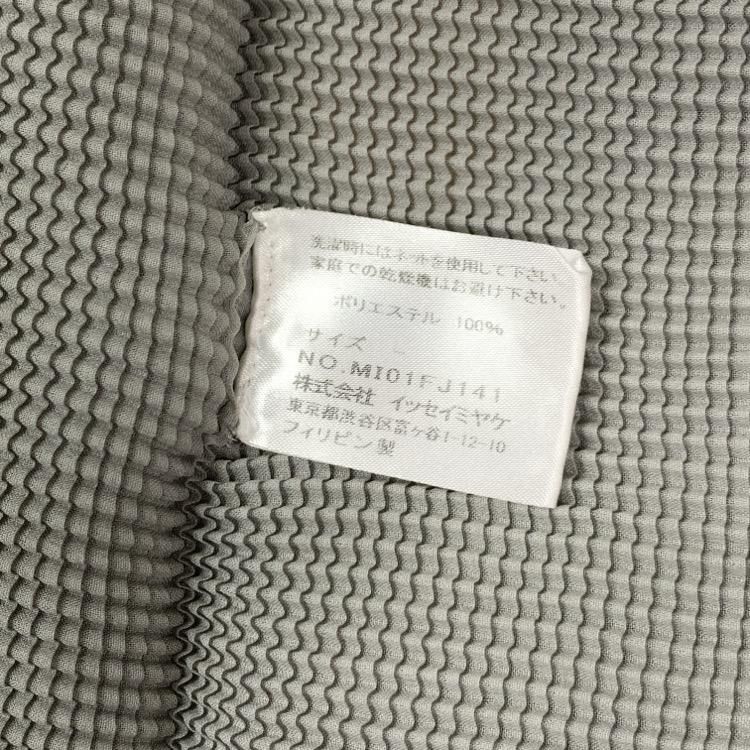 洗濯時にはネットを使用して下さい
家庭での乾燥機はお避け下さい。
ポリエステル 100%
サイズ –
NO.MI01FJ141
株式会社 イッセイミヤケ
東京都渋谷区富ヶ谷1-12-10
フィリピン製